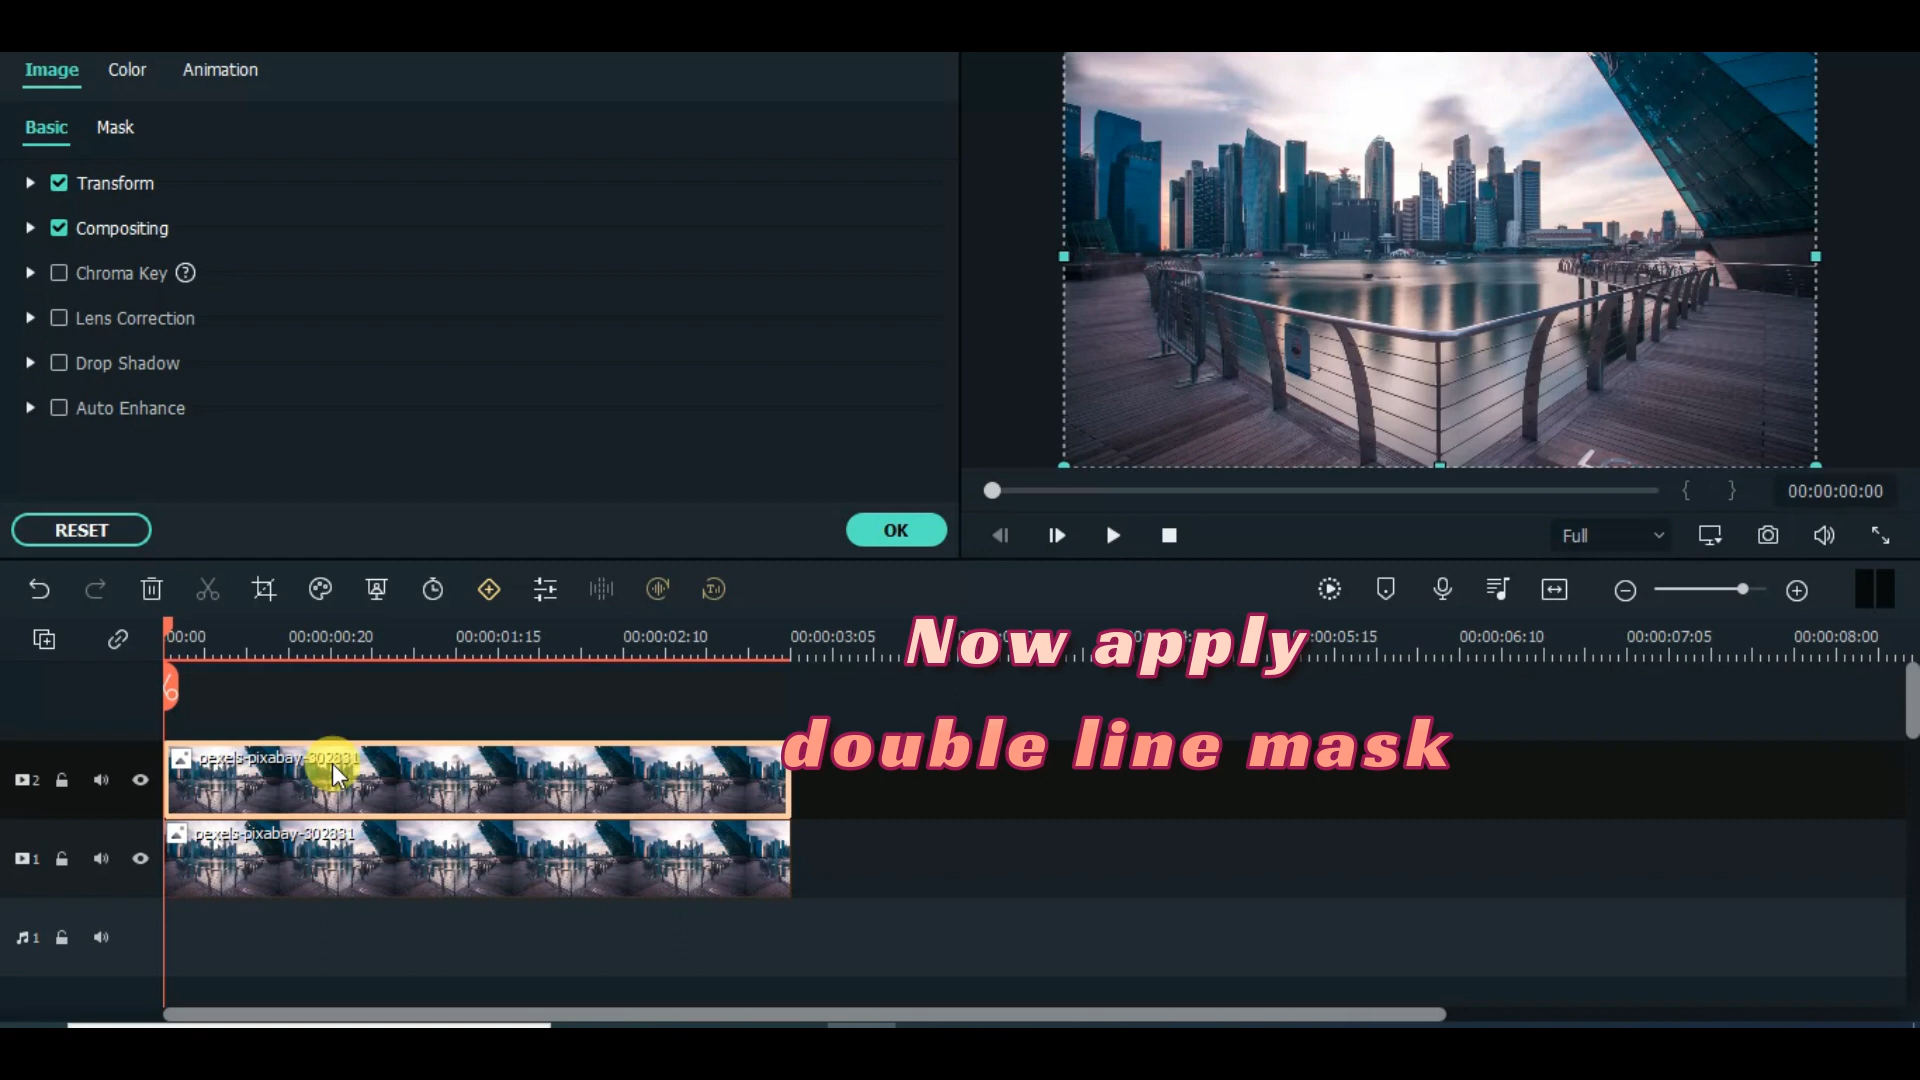 Image Color Animation
Basic Mask
Transform
Compositing
Chroma Key ?
Lens Correction
Drop Shadow
Auto Enhance
RESET OK
{ } 00:00:00:00
Full
00:00 00:00:00:20 00:00:01:15 00:00:02:10 00:00:03:05 :00:05:15 00:00:06:10 00:00:07:05 00:00:08:00
Now apply
double line mask
pexels-pixabay-302831
2
pexels-pixabay-302831
1
1